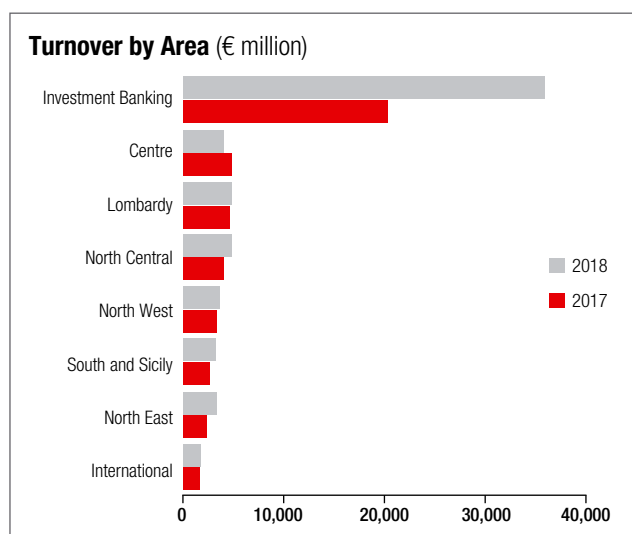 Turnover by Area (€ million)
Investment Banking
Centre
Lombardy
North Central
North West
South and Sicily
North East
International
2018
2017
0 10,000 20,000 30,000 40,000